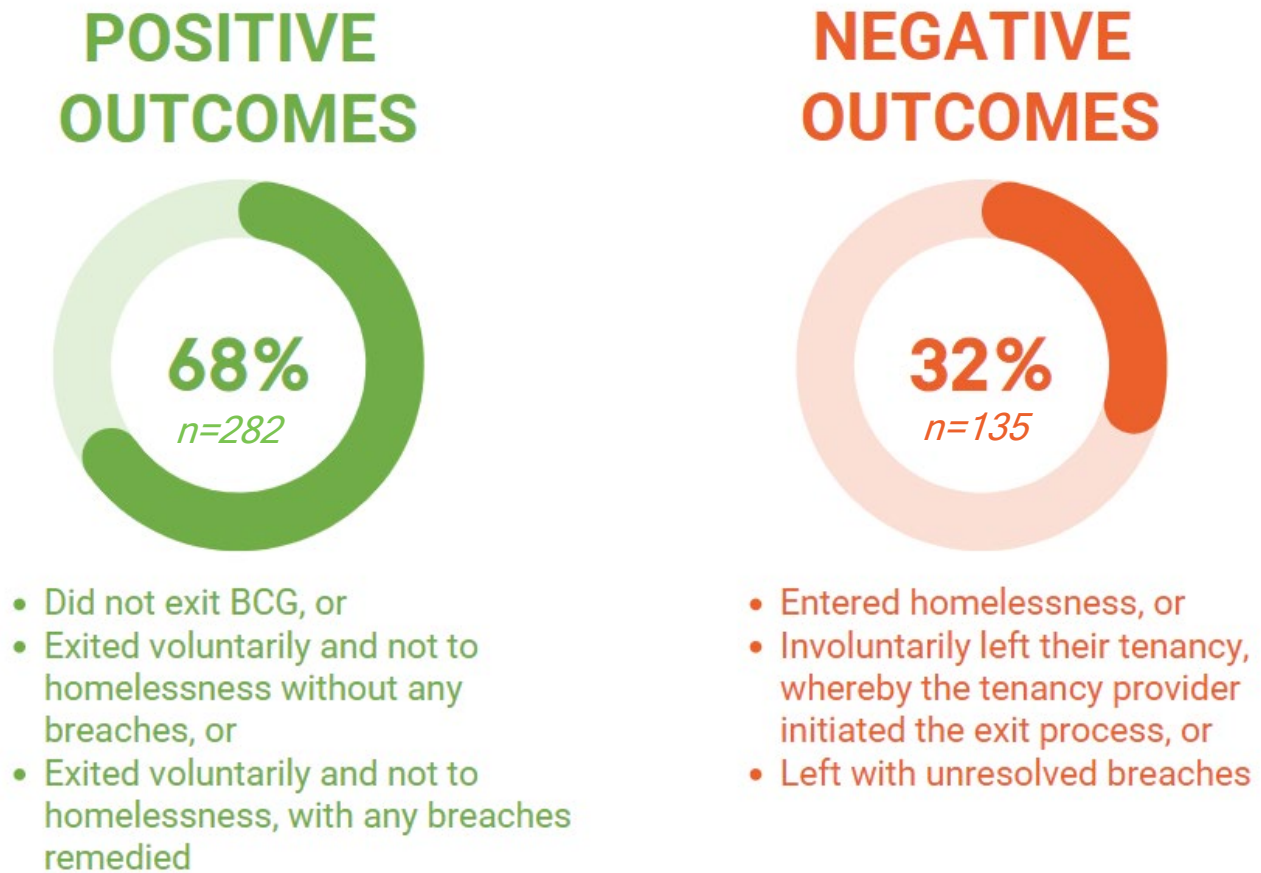 POSITIVE
OUTCOMES
68%
n=282
• Did not exit BCG, or
• Exited voluntarily and not to
homelessness without any
breaches, or
• Exited voluntarily and not to
homelessness, with any breaches
remedied
NEGATIVE
OUTCOMES
32%
n=135
• Entered homelessness, or
• Involuntarily left their tenancy,
whereby the tenancy provider
initiated the exit process, or
• Left with unresolved breaches